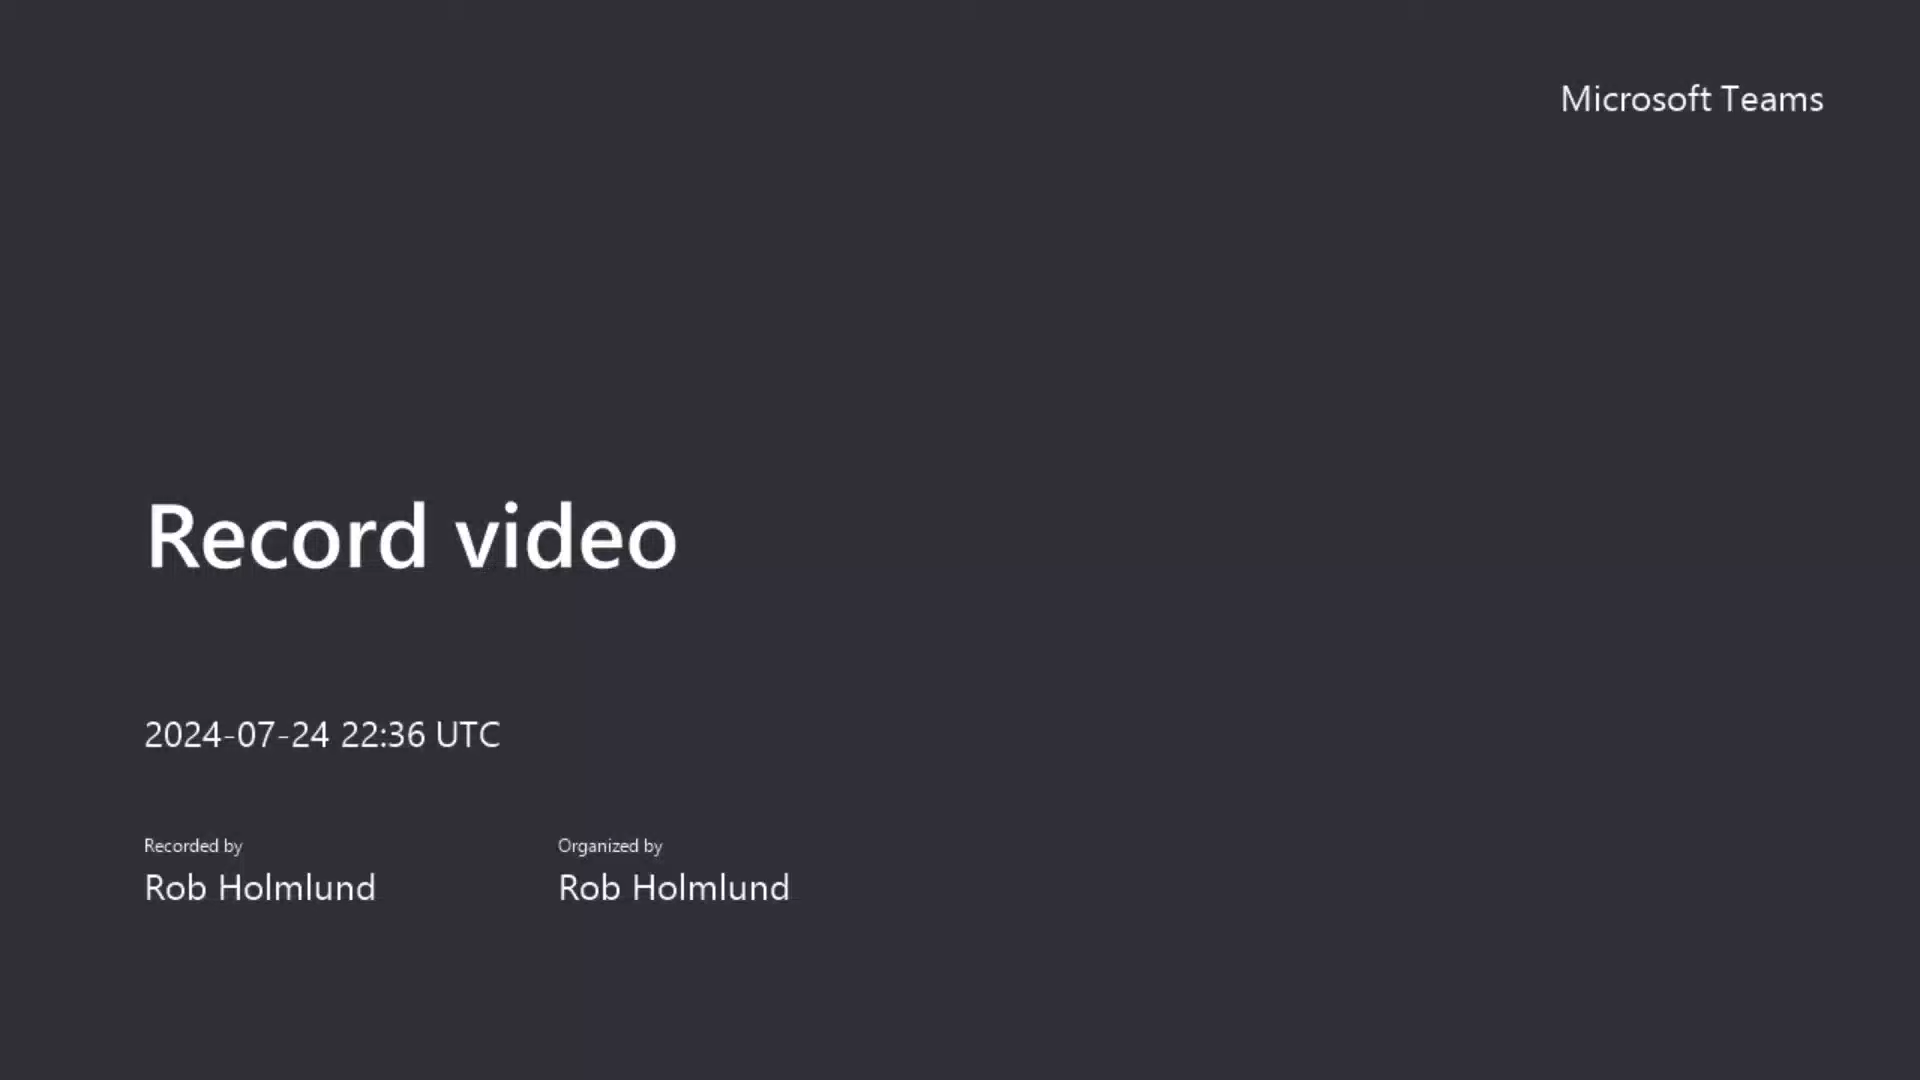 Microsoft Teams
Record video
2024-07-24 22:36 UTC
Recorded by
Rob Holmlund
Organized by
Rob Holmlund